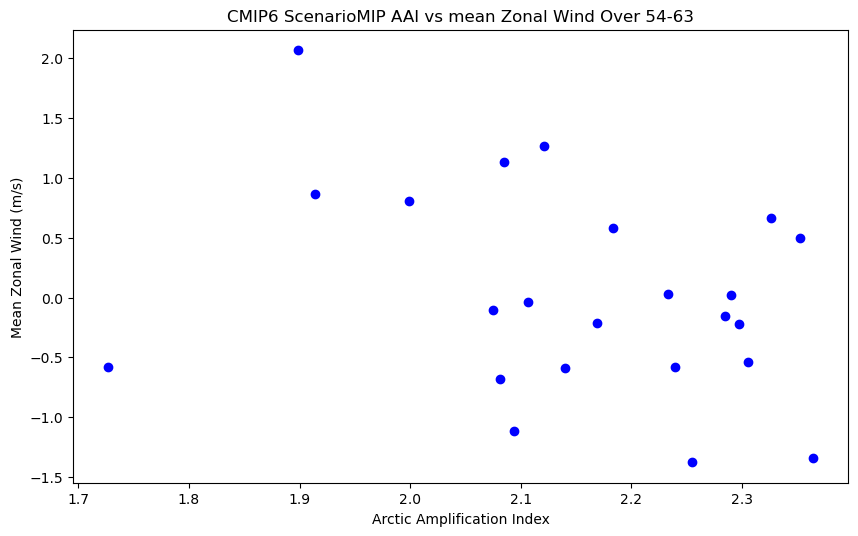 CMIP6 ScenarioMIP AAI vs mean Zonal Wind Over 54-63
Mean Zonal Wind (m/s)
2.0
1.5
1.0
0.5
0.0
−0.5
−1.0
−1.5
1.7 1.8 1.9 2.0 2.1 2.2 2.3
Arctic Amplification Index